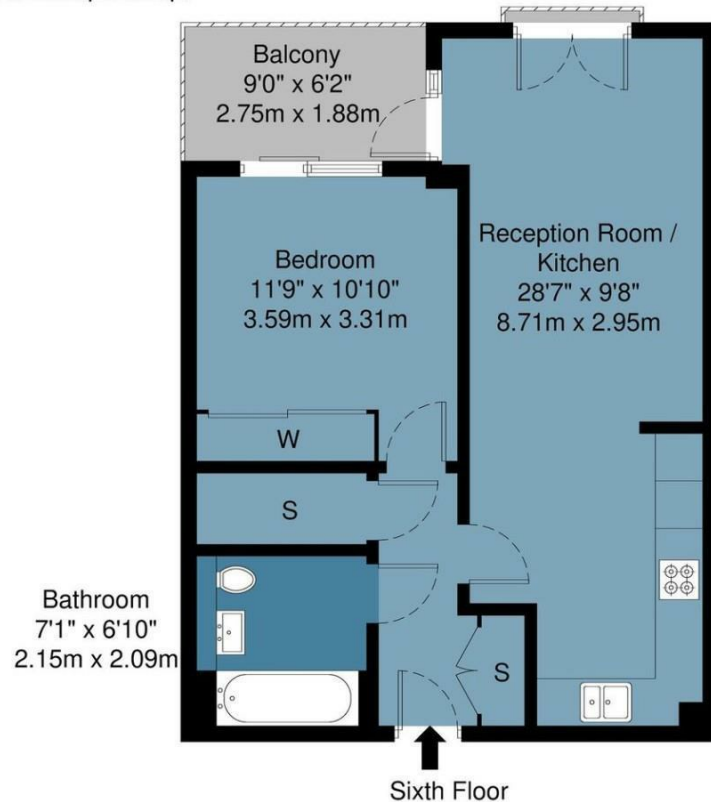 Balcony
9'0" x 6'2"
2.75m x 1.88m
Bedroom
11'9" x 10'10"
3.59m x 3.31m
Reception Room /
Kitchen
28'7" x 9'8"
8.71m x 2.95m
W
S
Bathroom
7'1" x 6'10"
2.15m x 2.09m
S
Sixth Floor